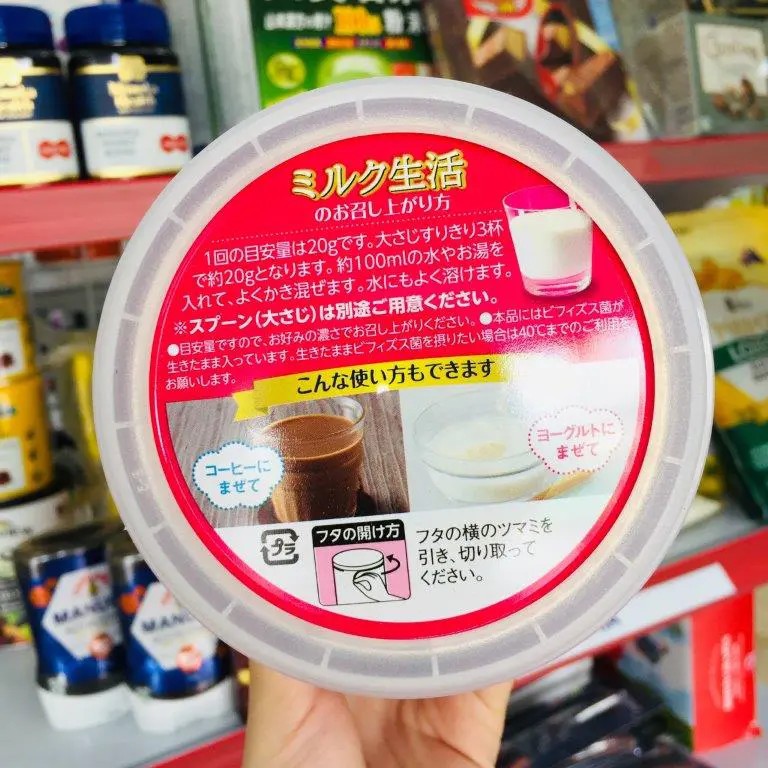 ミルク生活
のお召し上がり方
1回の目安量は20gです。大さじすりきり3杯
で約20gとなります。約100mlの水やお湯を
入れて、よくかき混ぜます。水にもよく溶けます。
※スプーン(大さじ)は別途ご用意ください。
●目安量ですので、お好みの濃さでお召し上がりください。●本品にはビフィズス菌が
生きたまま入っています。生きたままビフィズス菌を摂りたい場合は40℃までのご利用を
お願いします。
こんな使い方もできます
コーヒーに
まぜて
ヨーグルトに
まぜて
プラ
フタの開け方
フタの横のツマミを
引き、切り取って
ください。
MANU
MANU